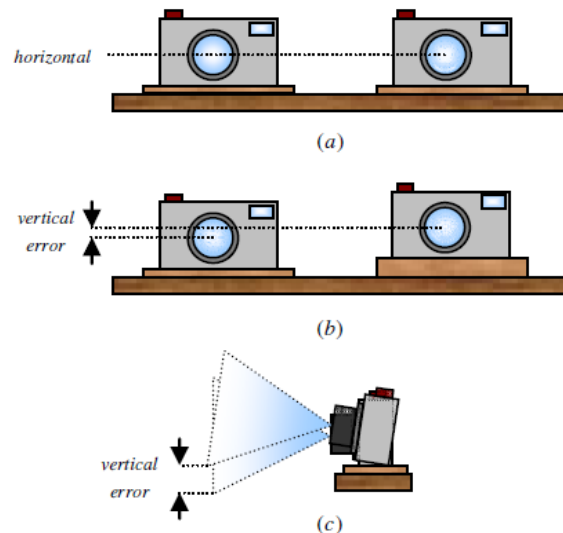 horizontal
(a)
vertical
error
(b)
vertical
error
(c)